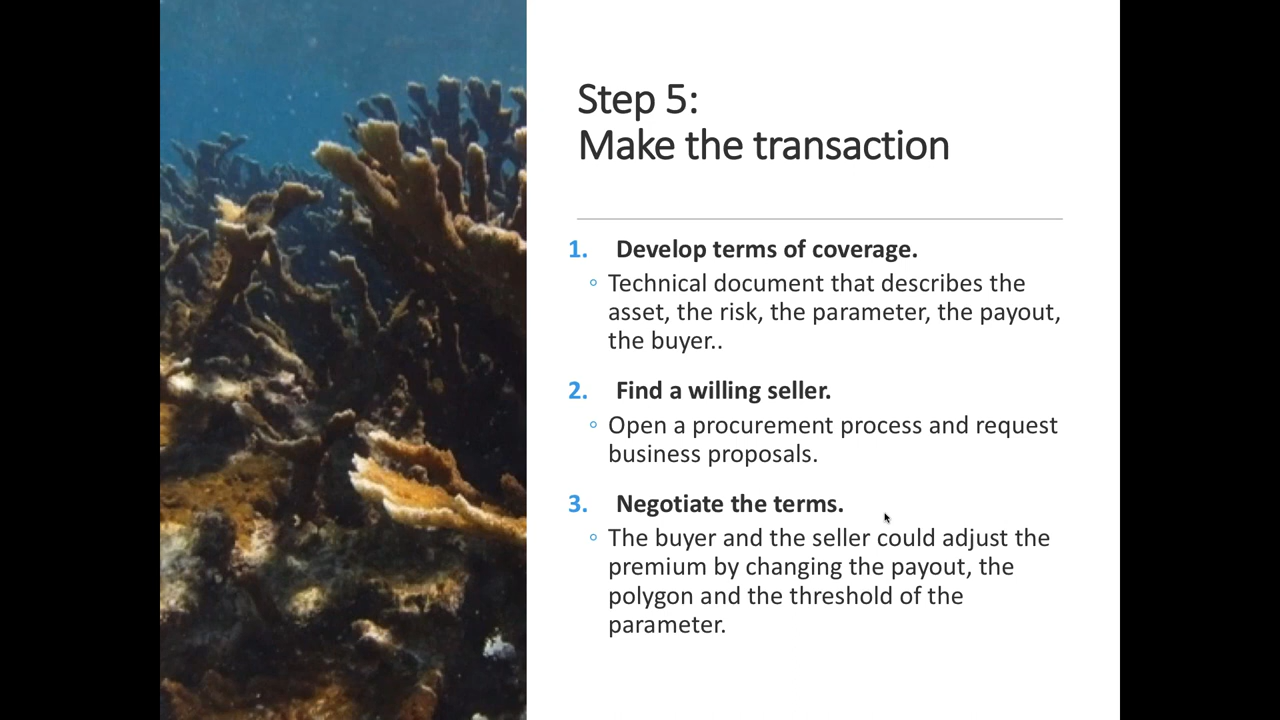 Step 5:
Make the transaction
1. Develop terms of coverage.
◦ Technical document that describes the
asset, the risk, the parameter, the payout,
the buyer..
2. Find a willing seller.
◦ Open a procurement process and request
business proposals.
3. Negotiate the terms.
◦ The buyer and the seller could adjust the
premium by changing the payout, the
polygon and the threshold of the
parameter.